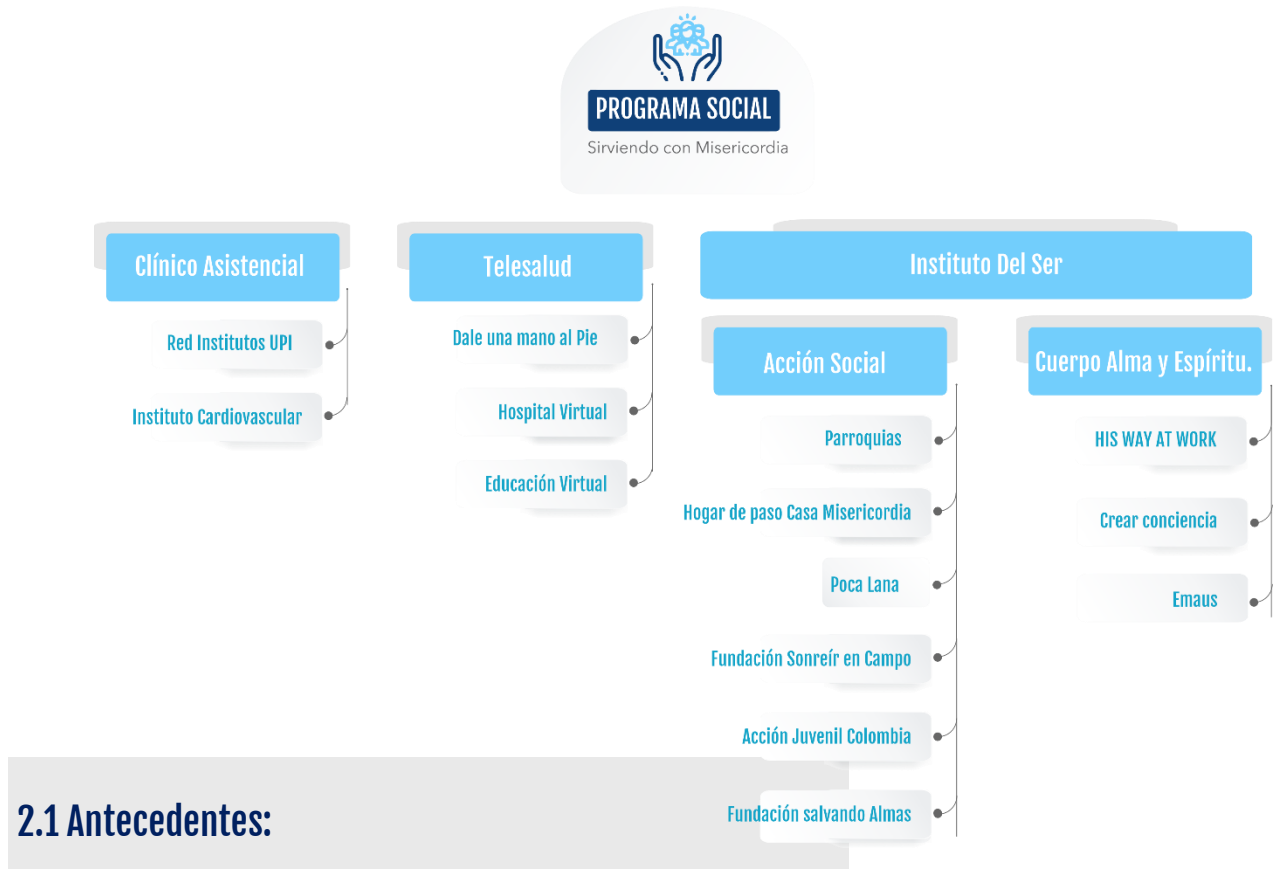 PROGRAMA SOCIAL
Sirviendo con Misericordia
Clínico Asistencial
Red Institutos UPI
Instituto Cardiovascular
Telesalud
Dale una mano al Pie
Hospital Virtual
Educación Virtual
Instituto Del Ser
Acción Social
Parroquias
Hogar de paso Casa Misericordia
Poca Lana
Fundación Sonreír en Campo
Acción Juvenil Colombia
Fundación salvando Almas
Cuerpo Alma y Espíritu.
HIS WAY AT WORK
Crear conciencia
Emaus
2.1 Antecedentes: